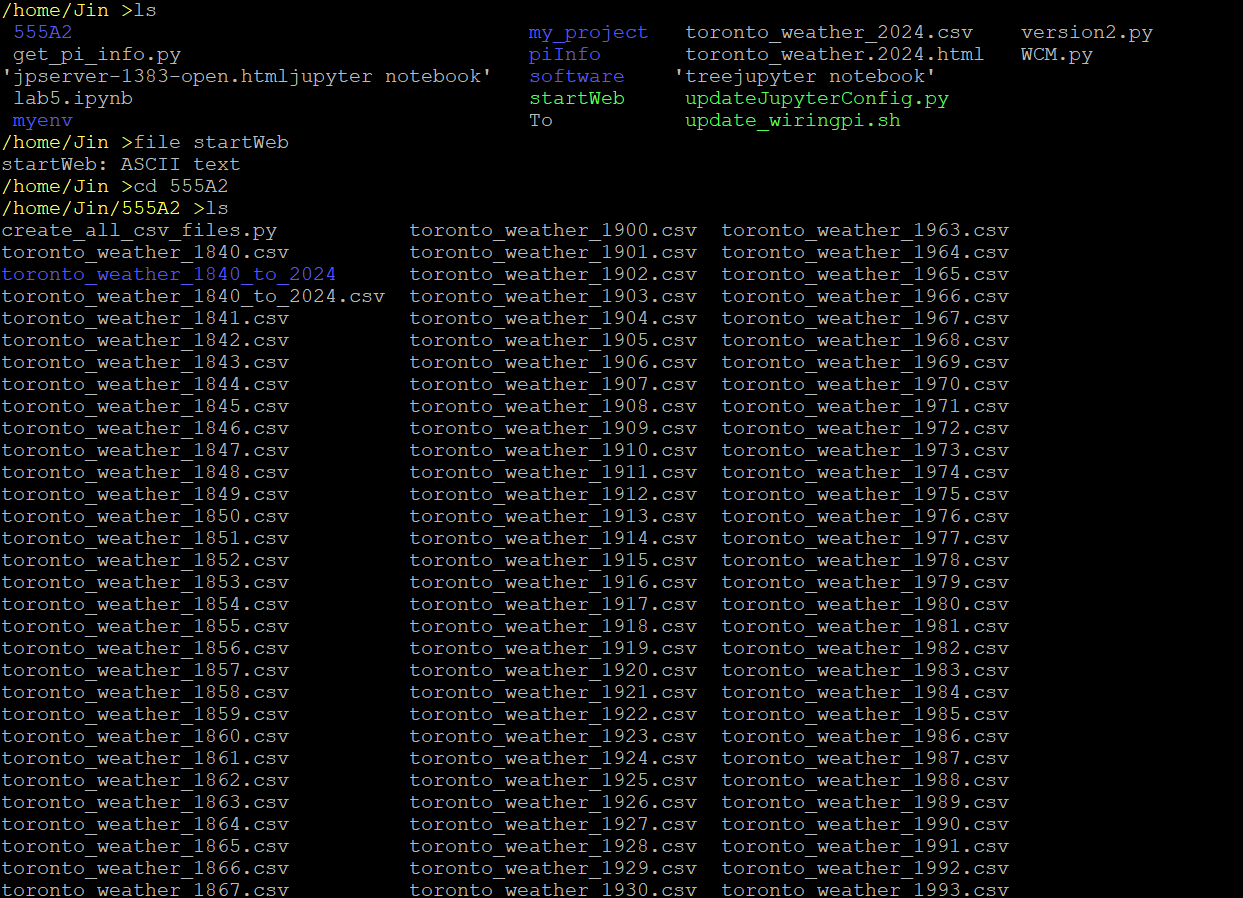 /home/Jin >ls
555A2 my_project toronto_weather_2024.csv version2.py
get_pi_info.py piInfo toronto_weather.2024.html WCM.py
'jpserver-1383-open.htmljupyter notebook' software 'treejupyter notebook'
lab5.ipynb startWeb updateJupyterConfig.py
myenv To update_wiringpi.sh
/home/Jin >file startWeb
startWeb: ASCII text
/home/Jin >cd 555A2
/home/Jin/555A2 >ls
create_all_csv_files.py toronto_weather_1900.csv toronto_weather_1963.csv
toronto_weather_1840.csv toronto_weather_1901.csv toronto_weather_1964.csv
toronto_weather_1840_to_2024 toronto_weather_1902.csv toronto_weather_1965.csv
toronto_weather_1840_to_2024.csv toronto_weather_1903.csv toronto_weather_1966.csv
toronto_weather_1841.csv toronto_weather_1904.csv toronto_weather_1967.csv
toronto_weather_1842.csv toronto_weather_1905.csv toronto_weather_1968.csv
toronto_weather_1843.csv toronto_weather_1906.csv toronto_weather_1969.csv
toronto_weather_1844.csv toronto_weather_1907.csv toronto_weather_1970.csv
toronto_weather_1845.csv toronto_weather_1908.csv toronto_weather_1971.csv
toronto_weather_1846.csv toronto_weather_1909.csv toronto_weather_1972.csv
toronto_weather_1847.csv toronto_weather_1910.csv toronto_weather_1973.csv
toronto_weather_1848.csv toronto_weather_1911.csv toronto_weather_1974.csv
toronto_weather_1849.csv toronto_weather_1912.csv toronto_weather_1975.csv
toronto_weather_1850.csv toronto_weather_1913.csv toronto_weather_1976.csv
toronto_weather_1851.csv toronto_weather_1914.csv toronto_weather_1977.csv
toronto_weather_1852.csv toronto_weather_1915.csv toronto_weather_1978.csv
toronto_weather_1853.csv toronto_weather_1916.csv toronto_weather_1979.csv
toronto_weather_1854.csv toronto_weather_1917.csv toronto_weather_1980.csv
toronto_weather_1855.csv toronto_weather_1918.csv toronto_weather_1981.csv
toronto_weather_1856.csv toronto_weather_1919.csv toronto_weather_1982.csv
toronto_weather_1857.csv toronto_weather_1920.csv toronto_weather_1983.csv
toronto_weather_1858.csv toronto_weather_1921.csv toronto_weather_1984.csv
toronto_weather_1859.csv toronto_weather_1922.csv toronto_weather_1985.csv
toronto_weather_1860.csv toronto_weather_1923.csv toronto_weather_1986.csv
toronto_weather_1861.csv toronto_weather_1924.csv toronto_weather_1987.csv
toronto_weather_1862.csv toronto_weather_1925.csv toronto_weather_1988.csv
toronto_weather_1863.csv toronto_weather_1926.csv toronto_weather_1989.csv
toronto_weather_1864.csv toronto_weather_1927.csv toronto_weather_1990.csv
toronto_weather_1865.csv toronto_weather_1928.csv toronto_weather_1991.csv
toronto_weather_1866.csv toronto_weather_1929.csv toronto_weather_1992.csv
toronto_weather_1867.csv toronto_weather_1930.csv toronto_weather_1993.csv